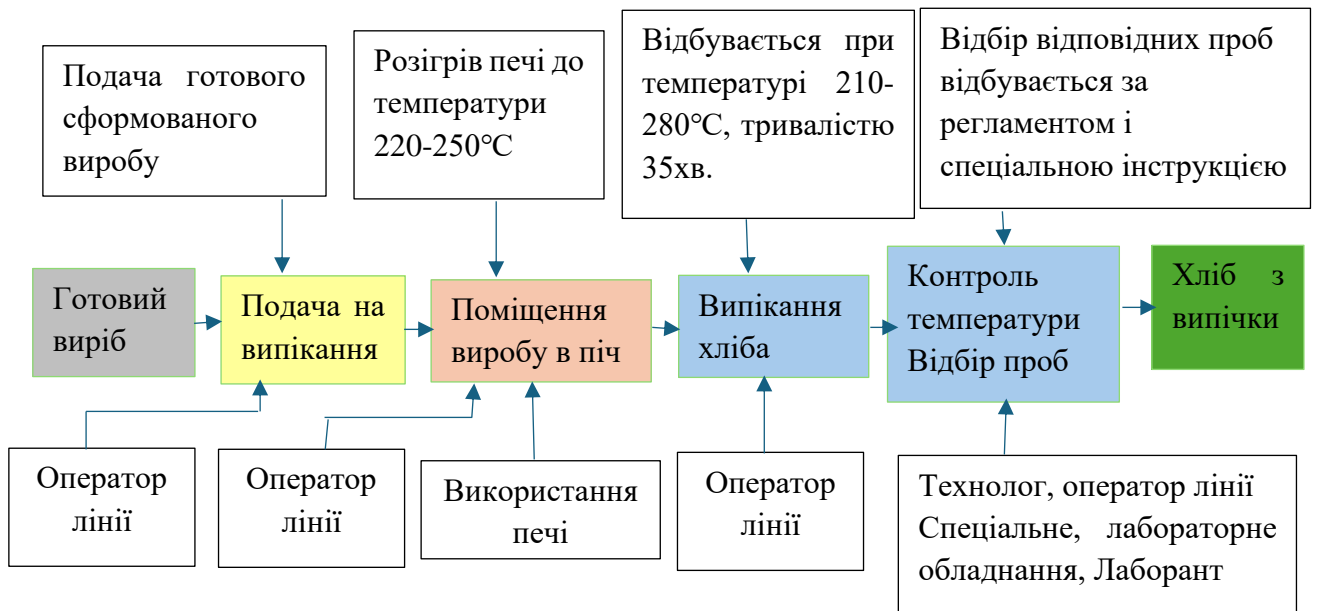 Подача готового
сформованого
виробу
Розігрів печі до
температури
220-250℃
Відбувається при
температурі 210-
280℃, тривалістю
35хв.
Відбір відповідних проб
відбувається за
регламентом і
спеціальною інструкцією
Готовий
виріб
Подача на
випікання
Поміщення
виробу в піч
Випікання
хліба
Контроль
температури
Відбір проб
Хліб з
випічки
Оператор
лінії
Оператор
лінії
Використання
печі
Оператор
лінії
Технолог, оператор лінії
Спеціальне, лабораторне
обладнання, Лаборант